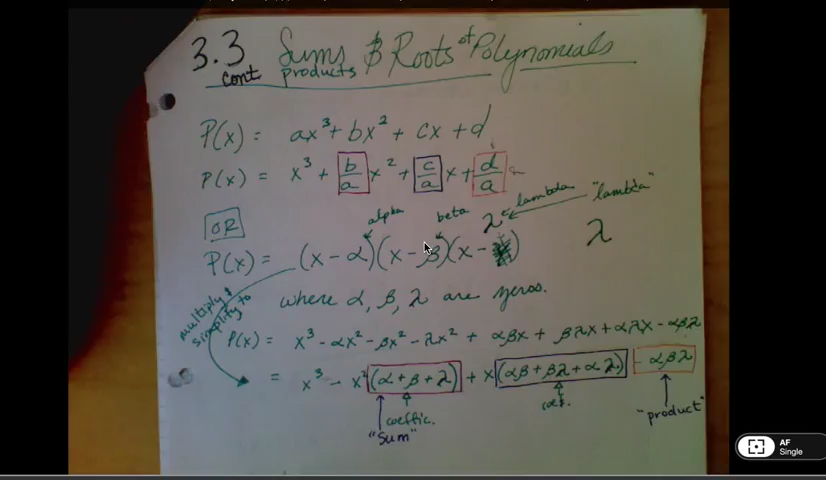 3.3 Sums & Roots of Polynomials
cont products
P(x) = ax³ + bx² + cx + d
P(x) = x³ + b/a x² + c/a x + d/a
alpha beta λ lambda "lambda"
OR
P(x) = (x - α)(x - β)(x - ) λ
where α, β, λ are zeros.
multiply & simplify to
P(x) = x³ - αx² - βx² - λx² + αβx + βλx + αλx - αβλ
= x³ - x²(α + β + λ) + x(αβ + βλ + αλ) - αβλ
coeffic. coef. "product"
"Sum"
AF
Single